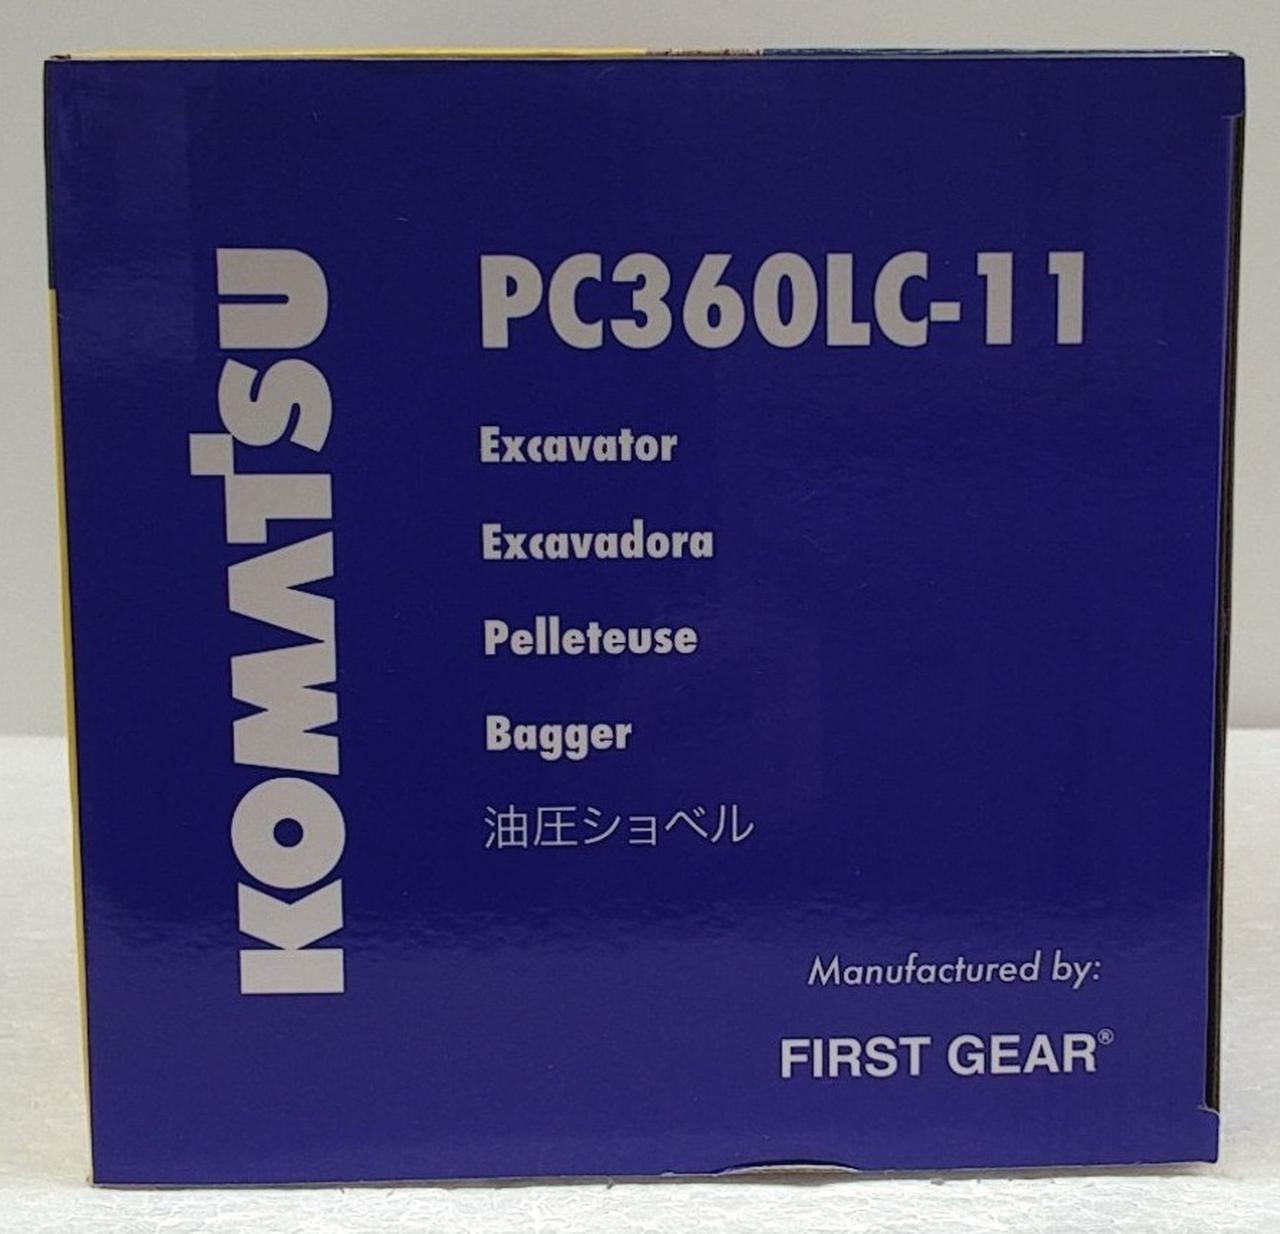 KOMATSU
PC360LC-11
Excavator
Excavadora
Pelleteuse
Bagger
油圧ショベル
Manufactured by:
FIRST GEAR®